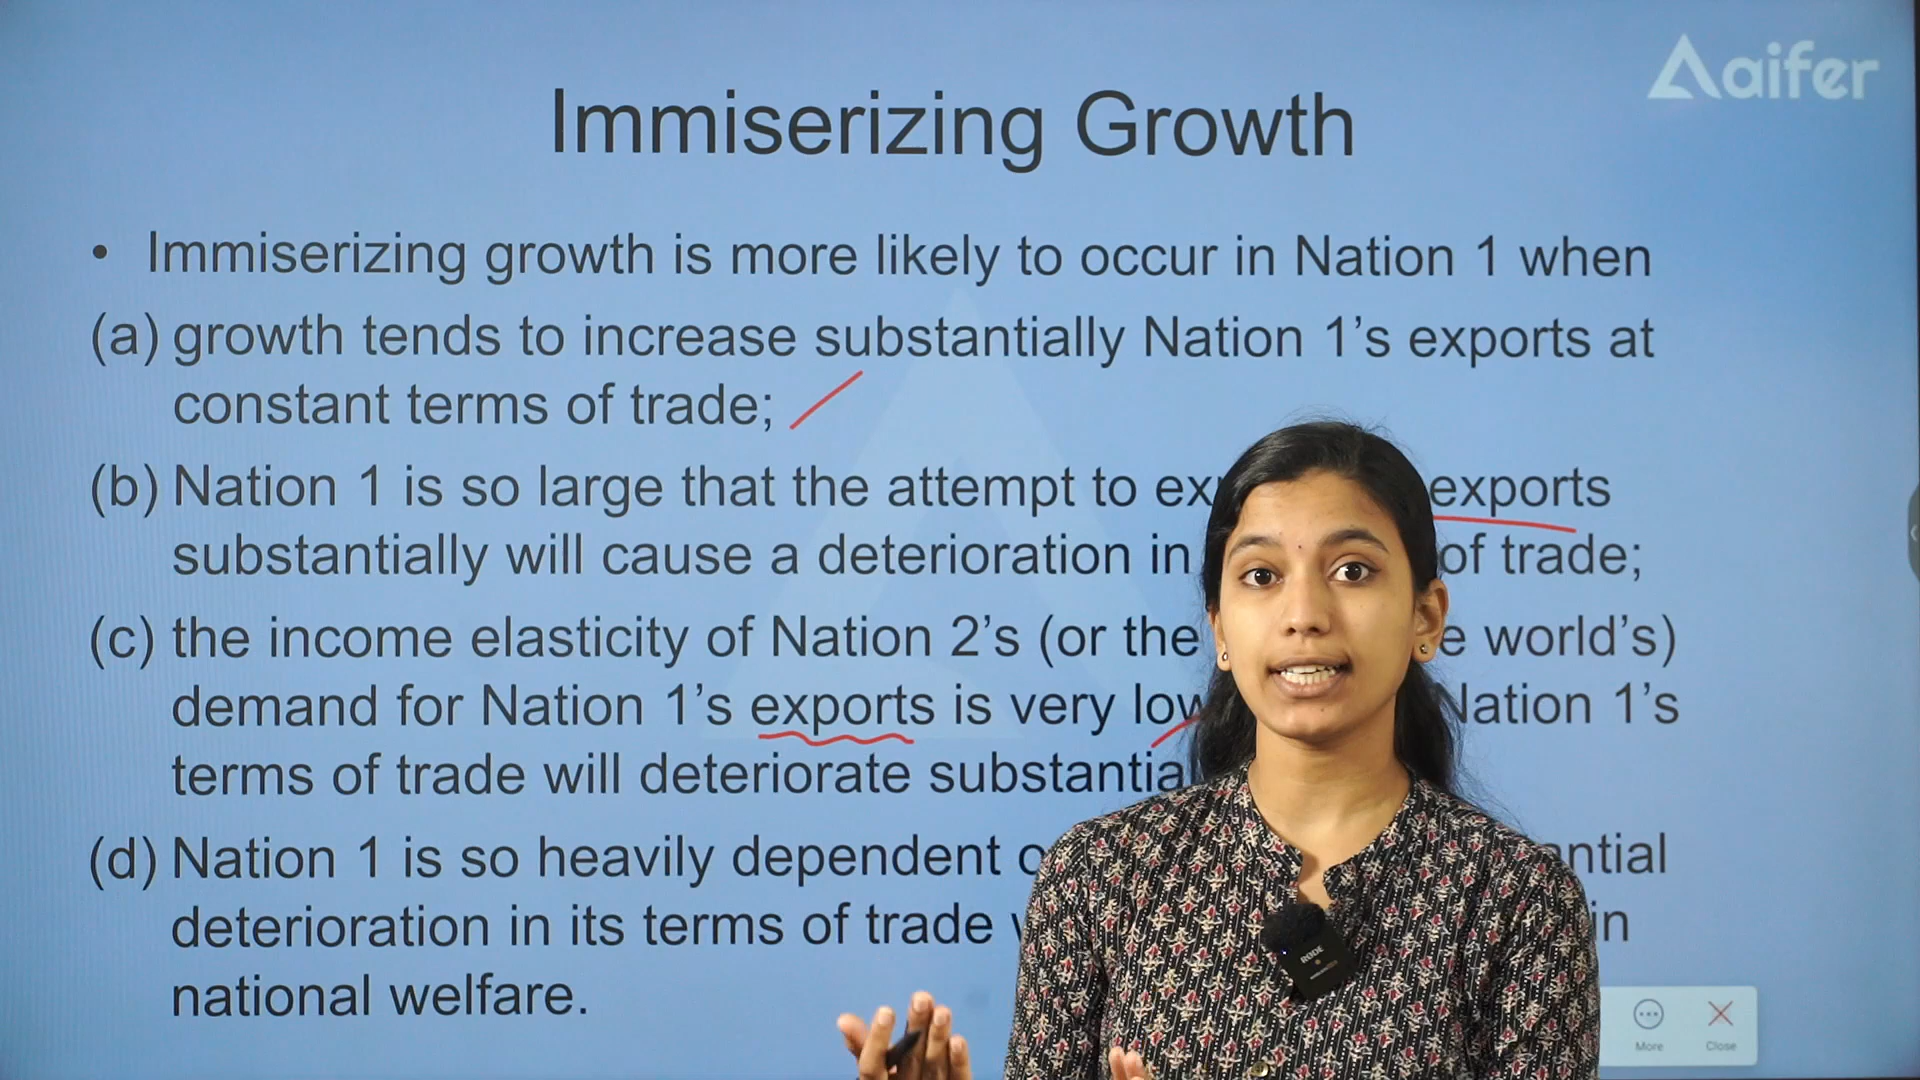 aifer
Immiserizing Growth
• Immiserizing growth is more likely to occur in Nation 1 when
(a) growth tends to increase substantially Nation 1’s exports at
constant terms of trade;
(b) Nation 1 is so large that the attempt to exports
substantially will cause a deterioration in of trade;
(c) the income elasticity of Nation 2’s (or the world’s)
demand for Nation 1’s exports is very low Nation 1’s
terms of trade will deteriorate
(d) Nation 1 is so heavily dependent
deterioration in its terms of trade in
national welfare.
RØDE
More Close